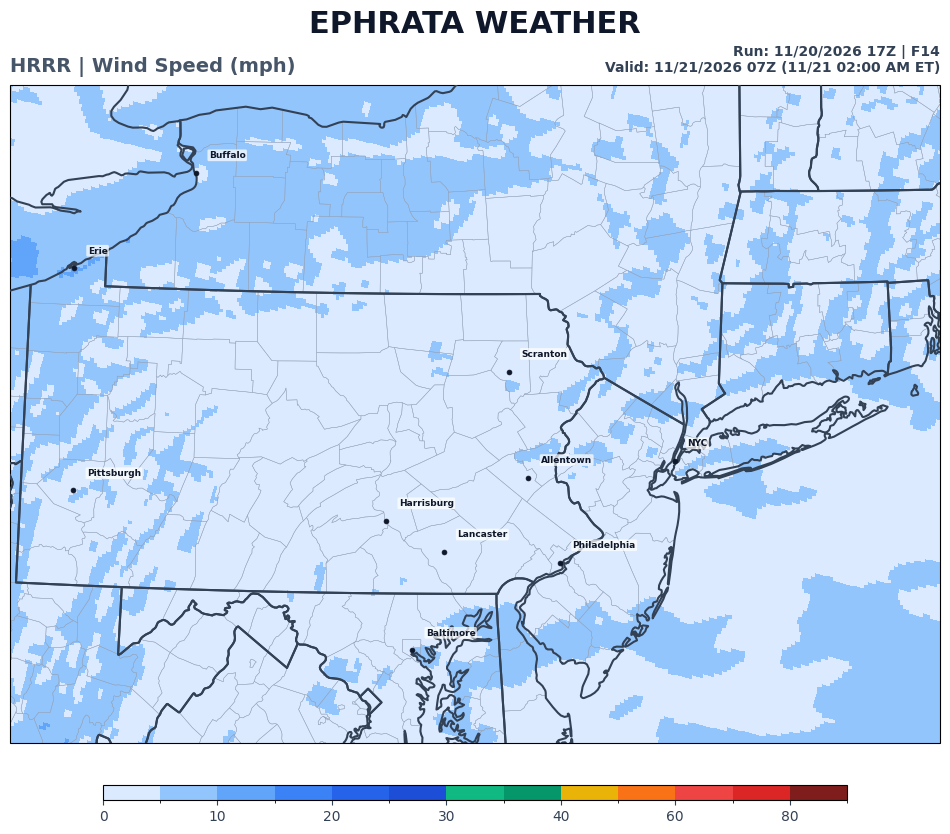 EPHRATA WEATHER
HRRR | Wind Speed (mph)
Run: 11/20/2026 17Z | F14
Valid: 11/21/2026 07Z (11/21 02:00 AM ET)
Buffalo
Erie
Scranton
NYC
Allentown
Pittsburgh
Harrisburg
Lancaster
Philadelphia
Baltimore
0 10 20 30 40 60 80